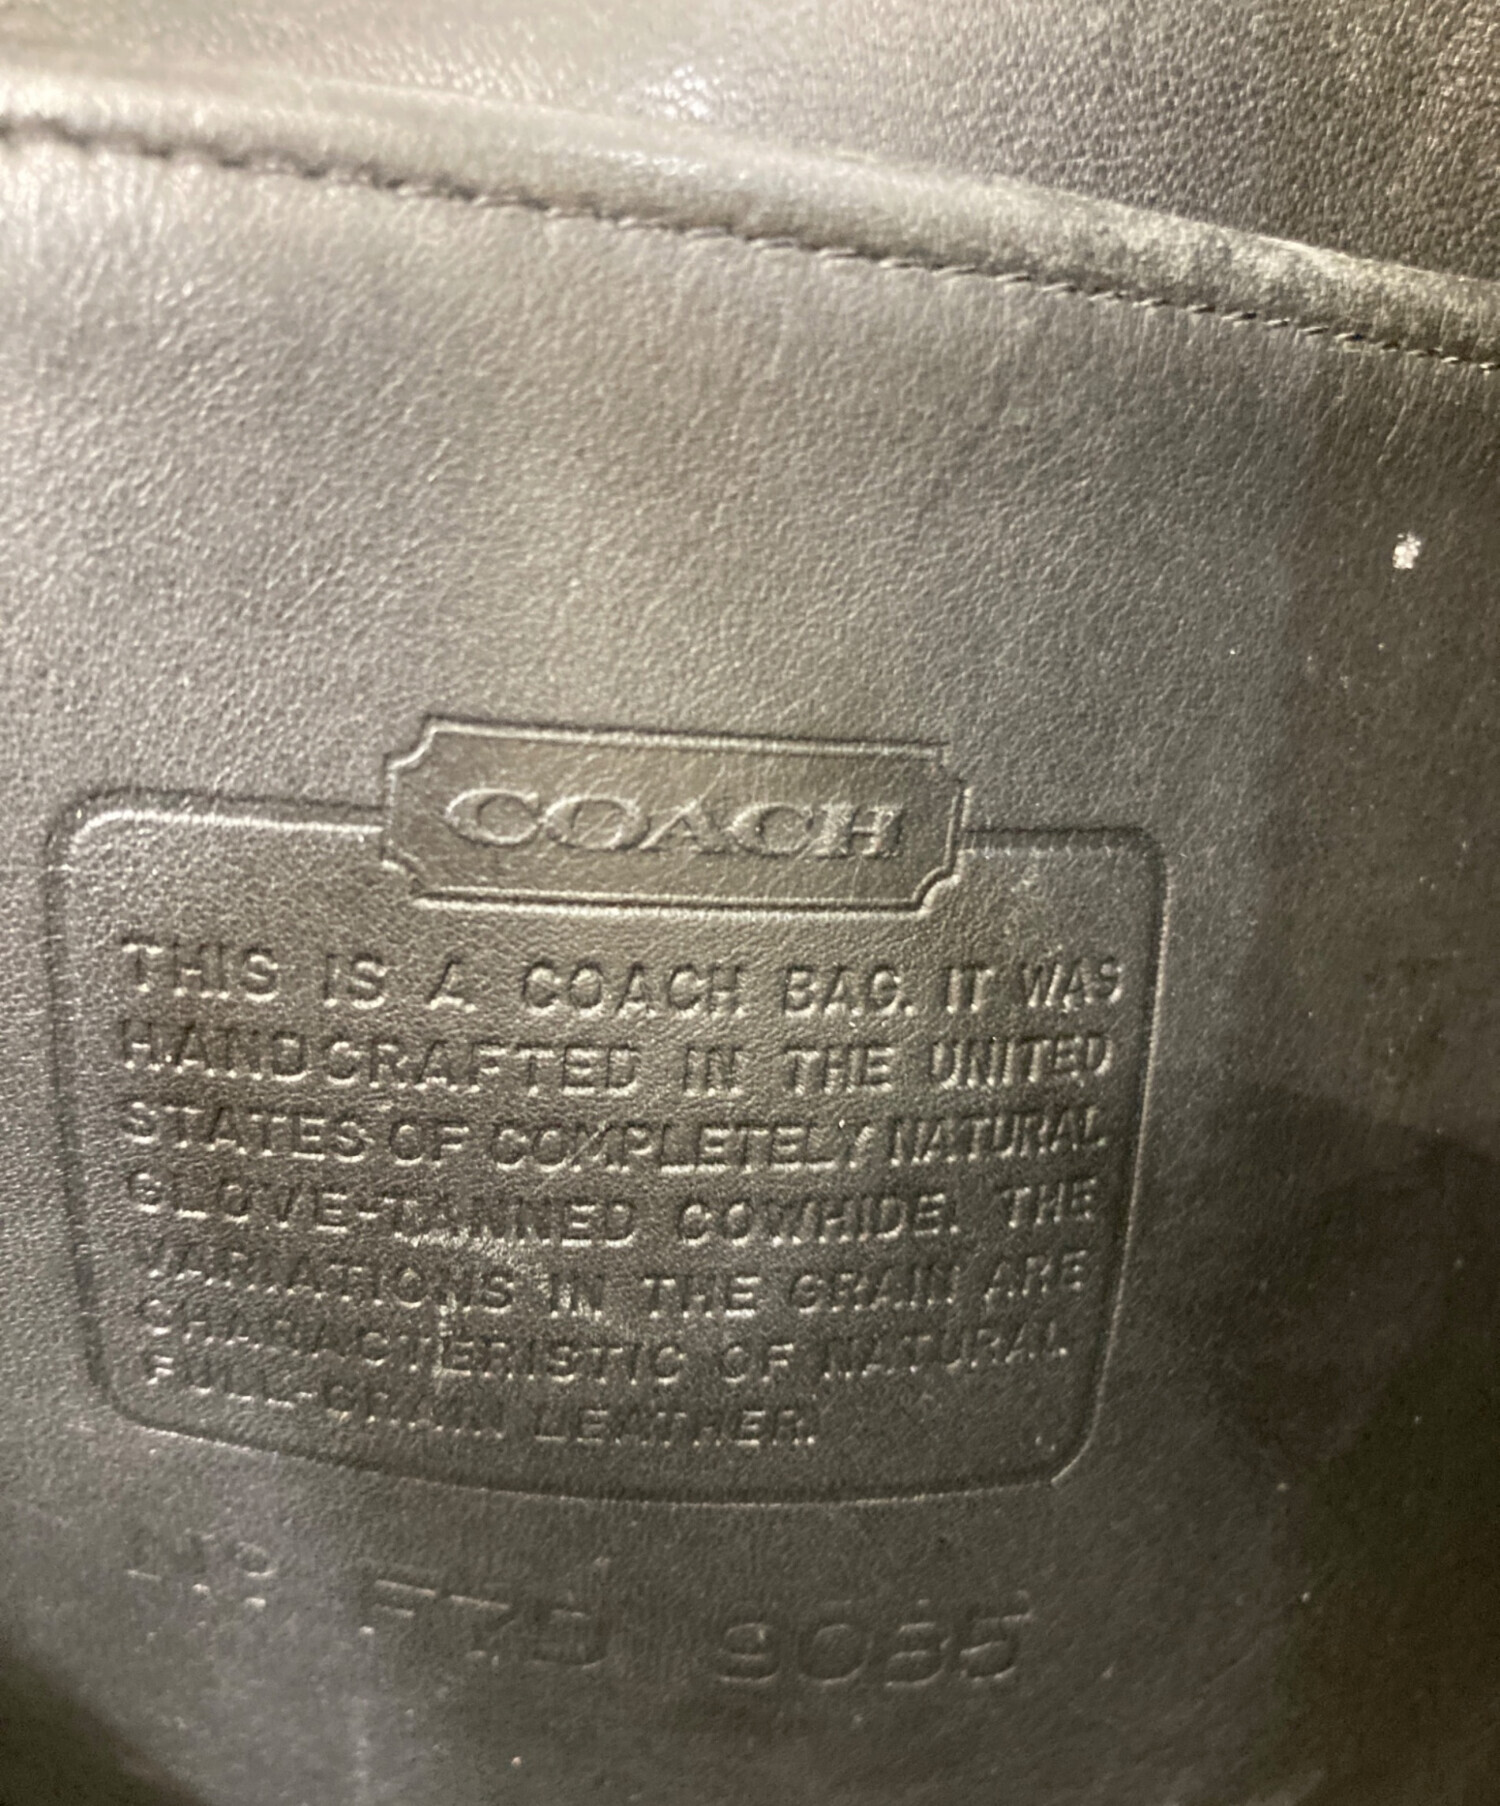 COACH
THIS IS A COACH BAG. IT WAS
HANDCRAFTED IN THE UNITED
STATES OF COMPLETELY NATURAL
GLOVE-TANNED COWHIDE. THE
VARIATIONS IN THE GRAIN ARE
CHARACTERISTIC OF NATURAL
FULL-GRAIN LEATHER.
F7D 9085